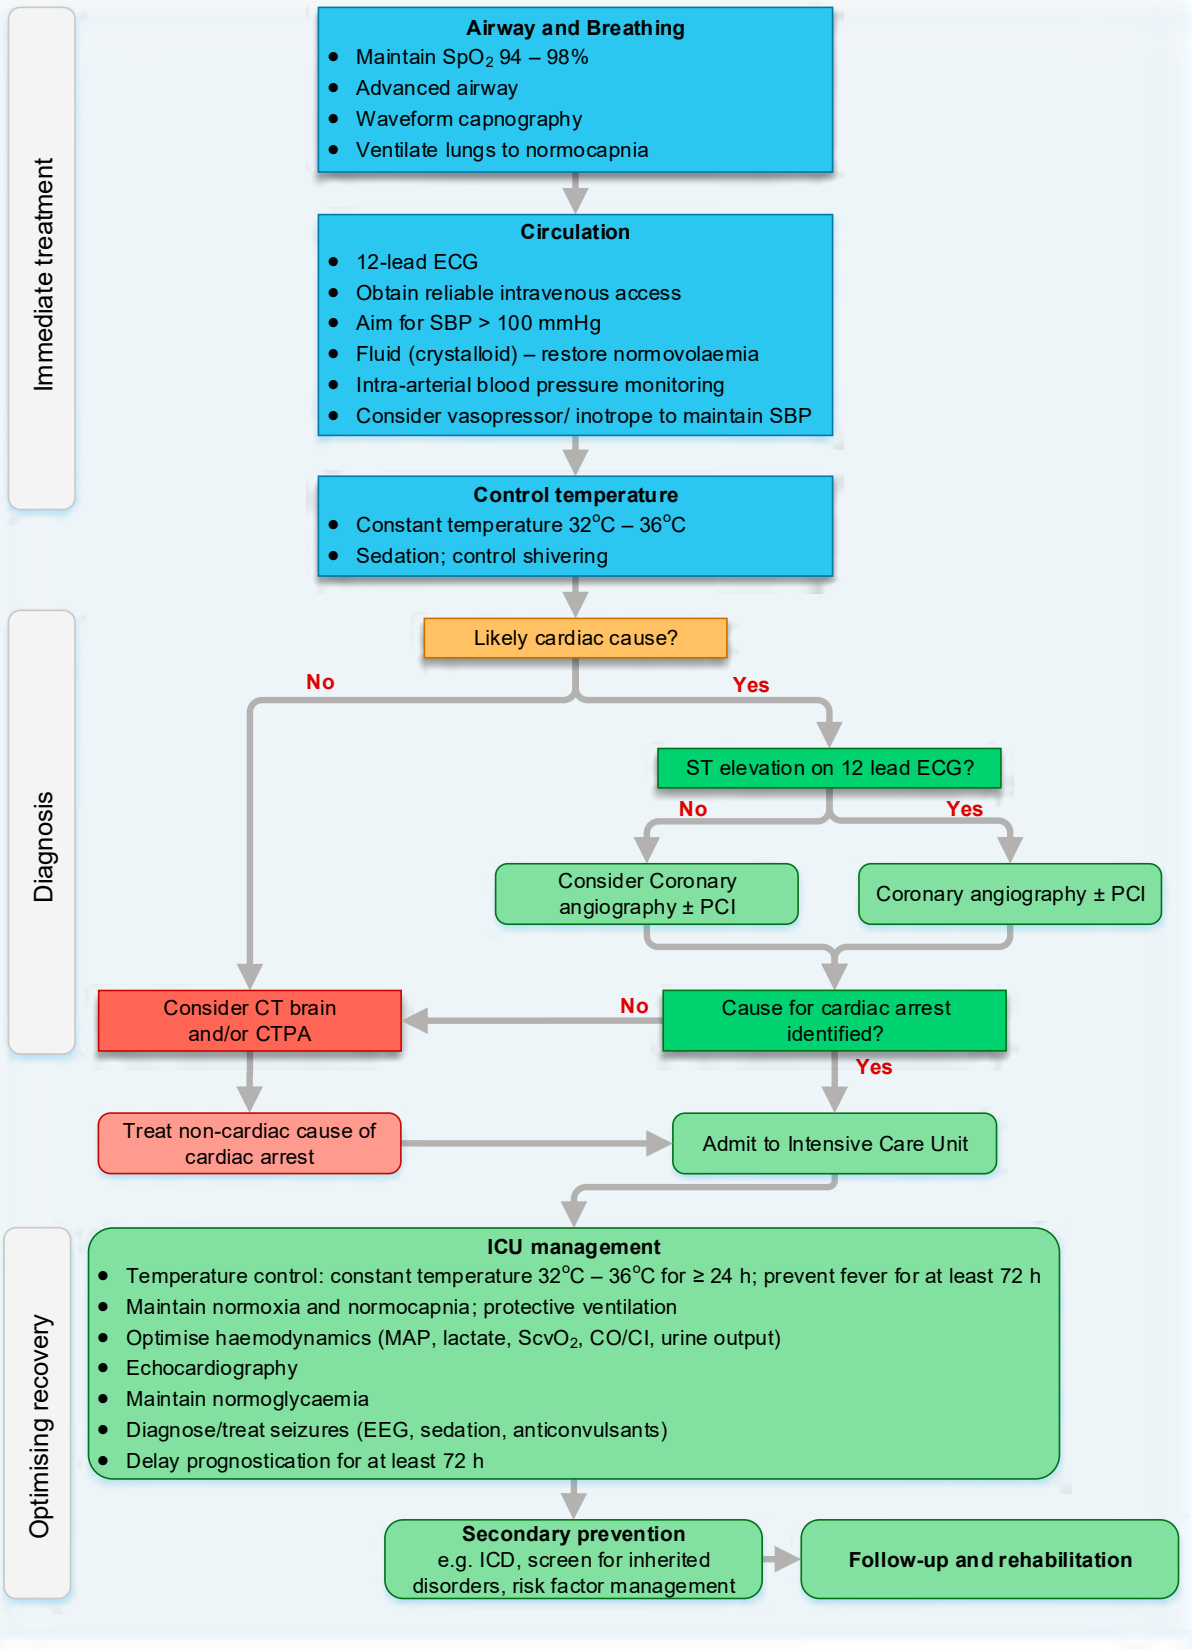 Immediate treatment
Airway and Breathing
• Maintain SpO₂ 94 – 98%
• Advanced airway
• Waveform capnography
• Ventilate lungs to normocapnia
Circulation
• 12-lead ECG
• Obtain reliable intravenous access
• Aim for SBP > 100 mmHg
• Fluid (crystalloid) – restore normovolaemia
• Intra-arterial blood pressure monitoring
• Consider vasopressor/ inotrope to maintain SBP
Control temperature
• Constant temperature 32°C – 36°C
• Sedation; control shivering
Diagnosis
Likely cardiac cause?
No
Yes
ST elevation on 12 lead ECG?
No
Yes
Consider Coronary
angiography ± PCI
Coronary angiography ± PCI
Consider CT brain
and/or CTPA
No
Cause for cardiac arrest
identified?
Yes
Treat non-cardiac cause of
cardiac arrest
Admit to Intensive Care Unit
Optimising recovery
ICU management
• Temperature control: constant temperature 32°C – 36°C for ≥ 24 h; prevent fever for at least 72 h
• Maintain normoxia and normocapnia; protective ventilation
• Optimise haemodynamics (MAP, lactate, ScvO₂, CO/CI, urine output)
• Echocardiography
• Maintain normoglycaemia
• Diagnose/treat seizures (EEG, sedation, anticonvulsants)
• Delay prognostication for at least 72 h
Secondary prevention
e.g. ICD, screen for inherited
disorders, risk factor management
Follow-up and rehabilitation